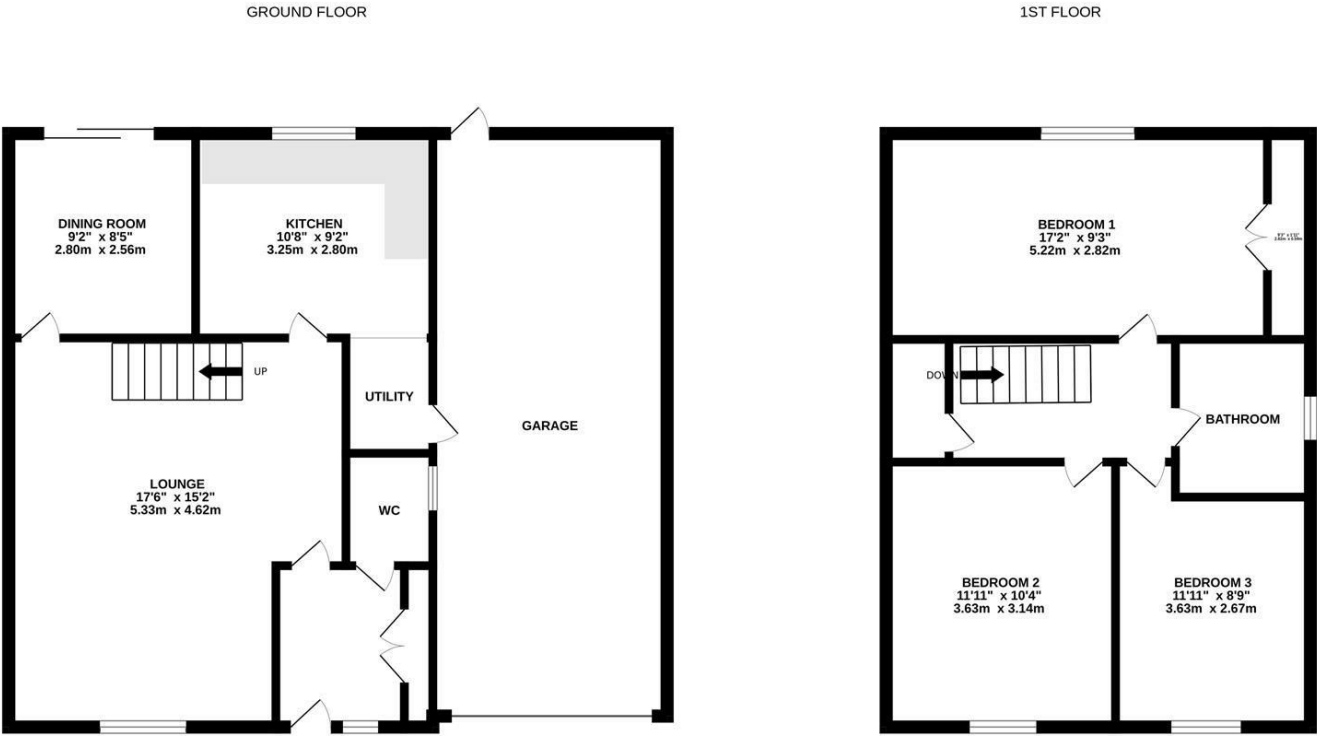 GROUND FLOOR
1ST FLOOR
DINING ROOM
9'2" x 8'5"
2.80m x 2.56m
KITCHEN
10'8" x 9'2"
3.25m x 2.80m
UP
UTILITY
GARAGE
LOUNGE
17'6" x 15'2"
5.33m x 4.62m
WC
BEDROOM 1
17'2" x 9'3"
5.22m x 2.82m
DOWN
BATHROOM
BEDROOM 2
11'11" x 10'4"
3.63m x 3.14m
BEDROOM 3
11'11" x 8'9"
3.63m x 2.67m